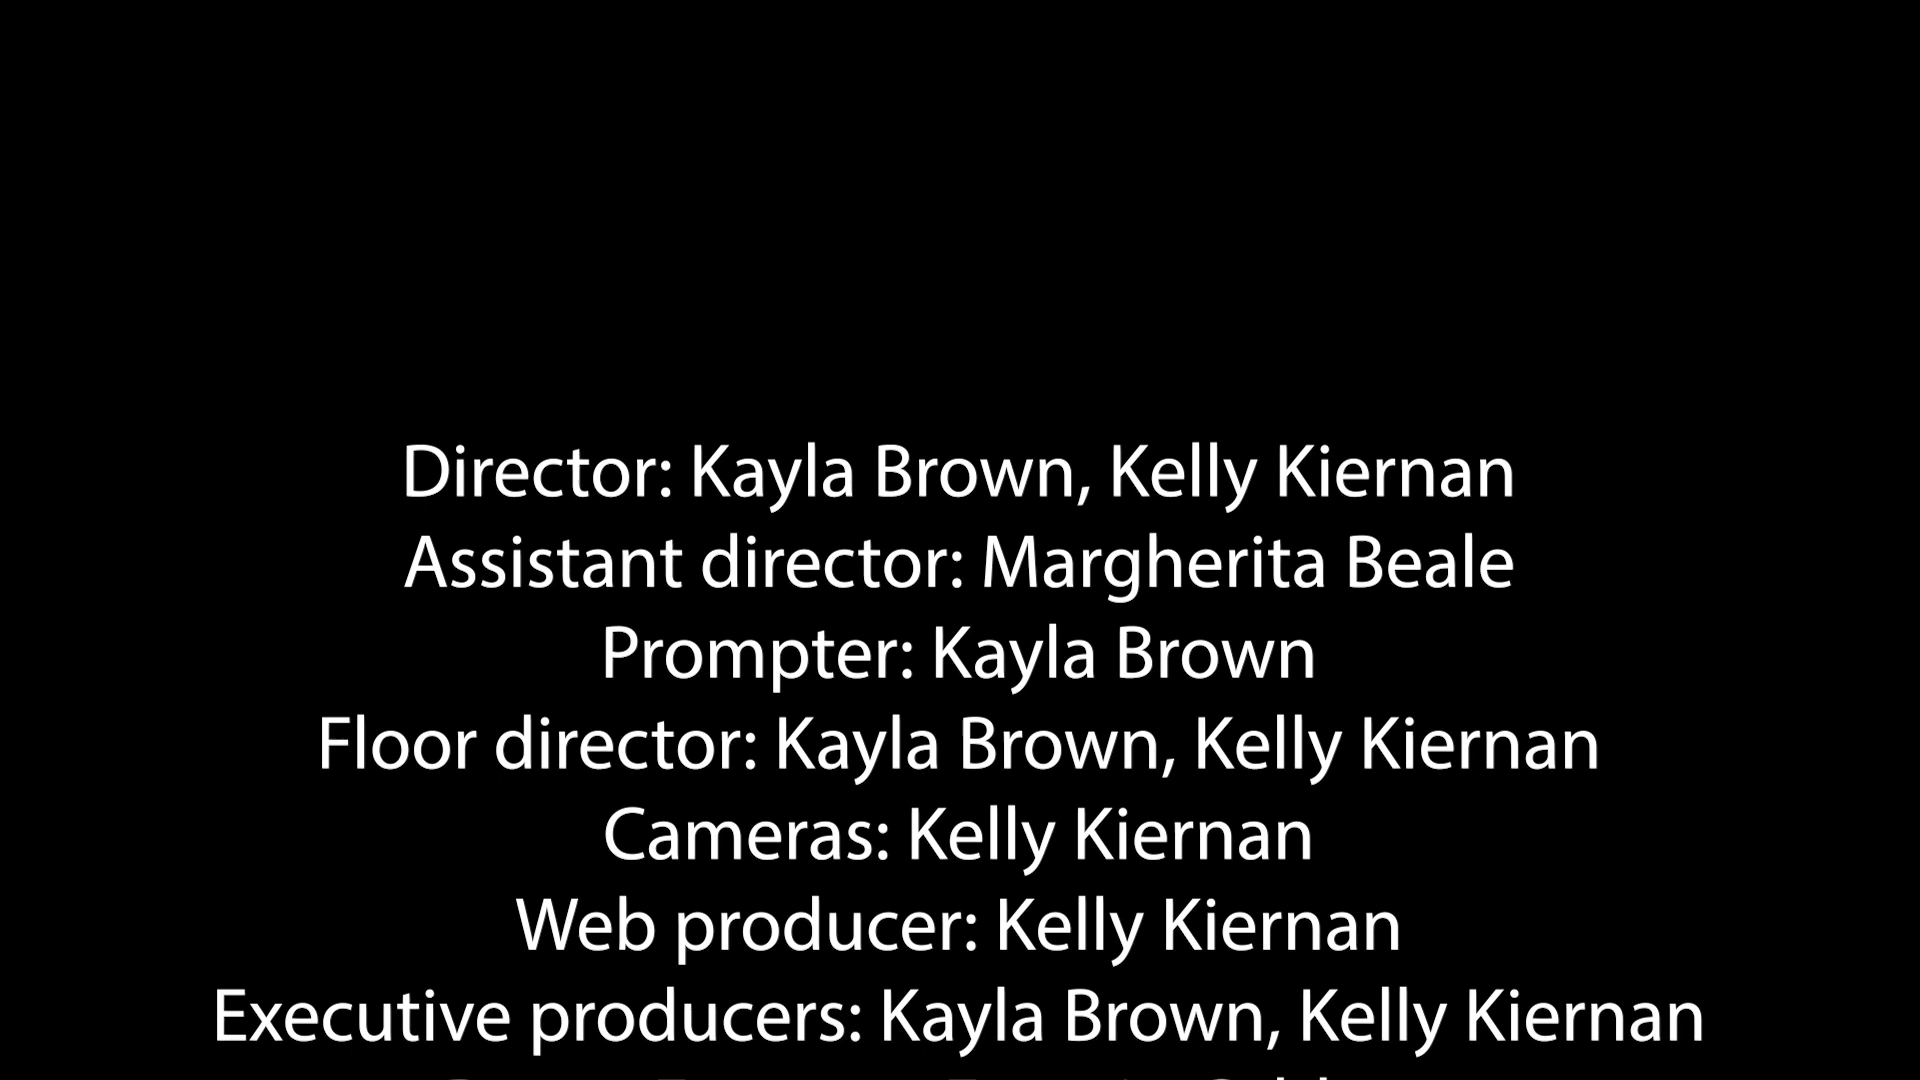 Director: Kayla Brown, Kelly Kiernan
Assistant director: Margherita Beale
Prompter: Kayla Brown
Floor director: Kayla Brown, Kelly Kiernan
Cameras: Kelly Kiernan
Web producer: Kelly Kiernan
Executive producers: Kayla Brown, Kelly Kiernan